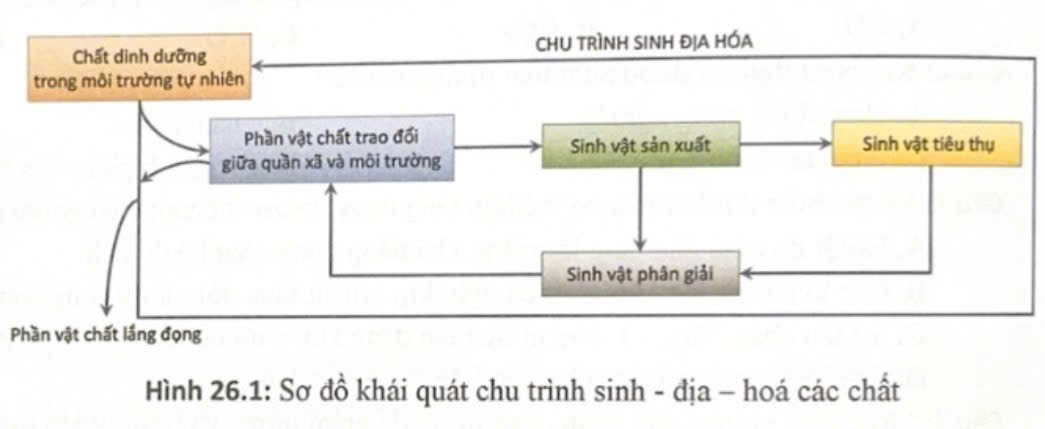 CHU TRÌNH SINH ĐỊA HÓA
Chất dinh dưỡng
trong môi trường tự nhiên
Phần vật chất trao đổi
giữa quần xã và môi trường
Sinh vật sản xuất
Sinh vật tiêu thụ
Sinh vật phân giải
Phần vật chất lắng đọng
Hình 26.1: Sơ đồ khái quát chu trình sinh - địa – hoá các chất